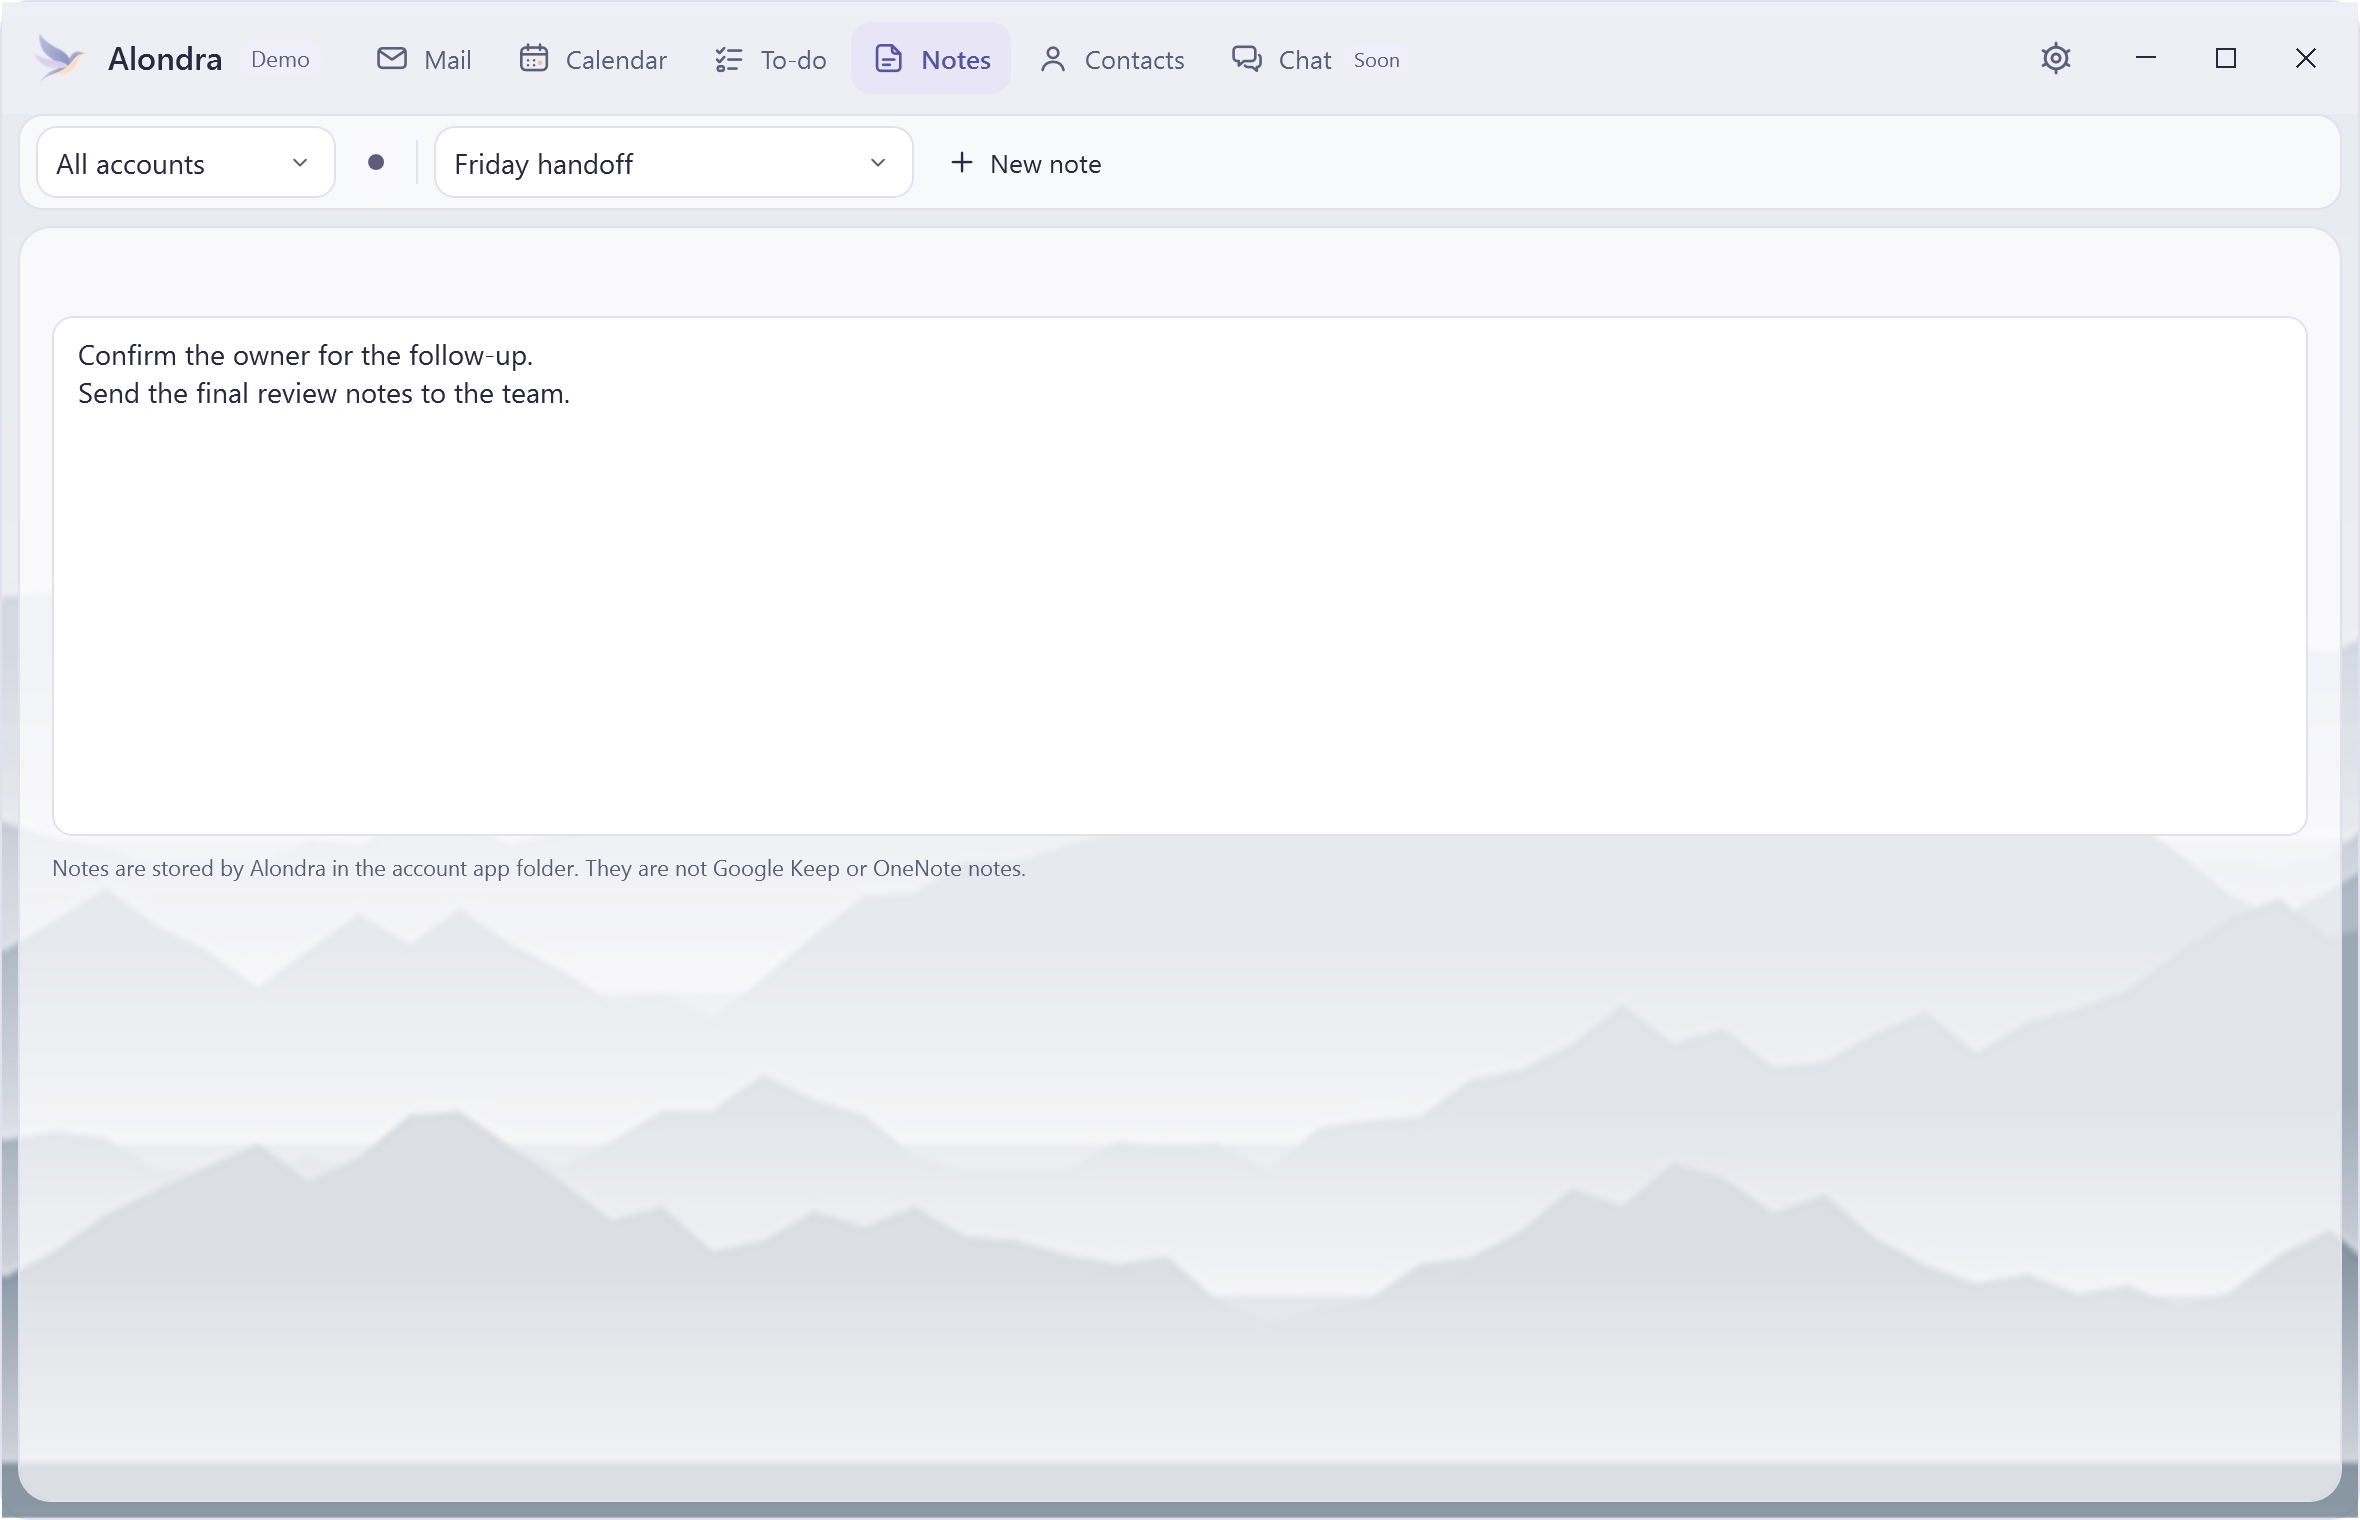 Alondra Demo Mail Calendar To-do Notes Contacts Chat Soon
All accounts Friday handoff New note
Confirm the owner for the follow-up.
Send the final review notes to the team.
Notes are stored by Alondra in the account app folder. They are not Google Keep or OneNote notes.